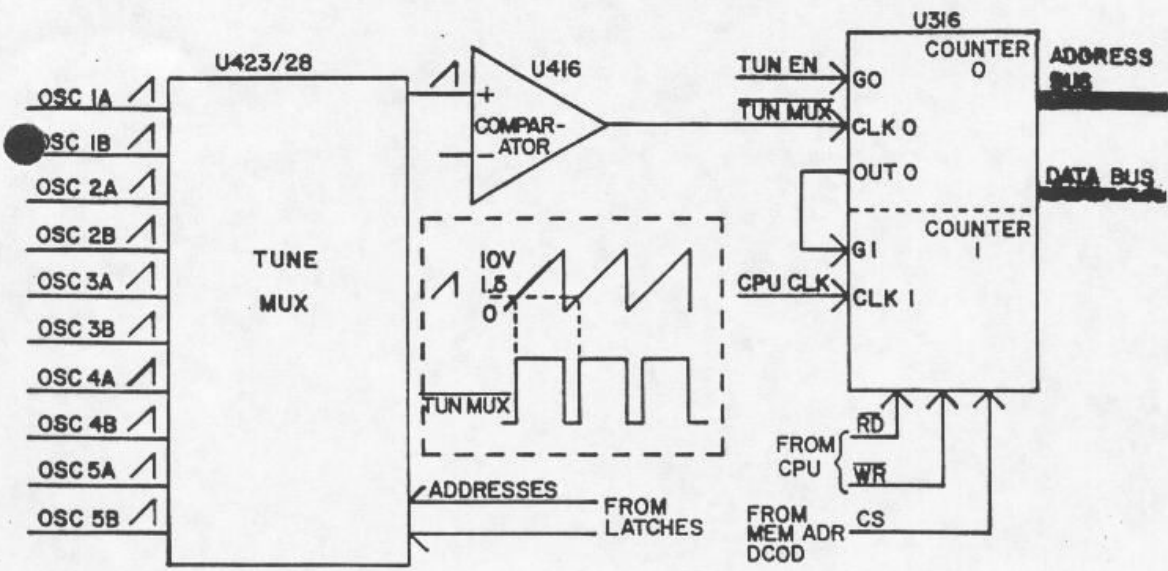 U423/28
OSC 1A
OSC 1B
OSC 2A
OSC 2B
OSC 3A
OSC 3B
OSC 4A
OSC 4B
OSC 5A
OSC 5B
TUNE
MUX
U416
+
COMPAR-
ATOR
−
10V
1.5
0
TUN MUX
ADDRESSES
FROM
LATCHES
U316
COUNTER
0
TUN EN
G0
TUN MUX
CLK 0
OUT 0
COUNTER
1
G1
CPU CLK
CLK 1
ADDRESS
BUS
DATA BUS
FROM
CPU
RD
WR
FROM
MEM ADR
DCOD
CS